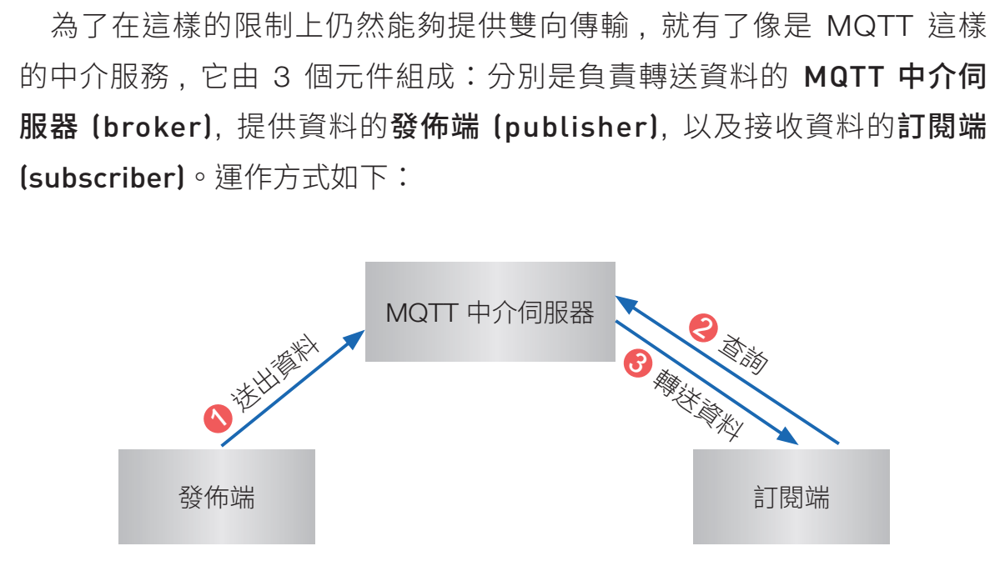 為了在這樣的限制上仍然能夠提供雙向傳輸, 就有了像是 MQTT 這樣
的中介服務, 它由 3 個元件組成：分別是負責轉送資料的 MQTT 中介伺
服器 (broker), 提供資料的發佈端 (publisher), 以及接收資料的訂閱端
(subscriber)。運作方式如下：
MQTT 中介伺服器
❶ 送出資料
❷ 查詢
❸ 轉送資料
發佈端
訂閱端